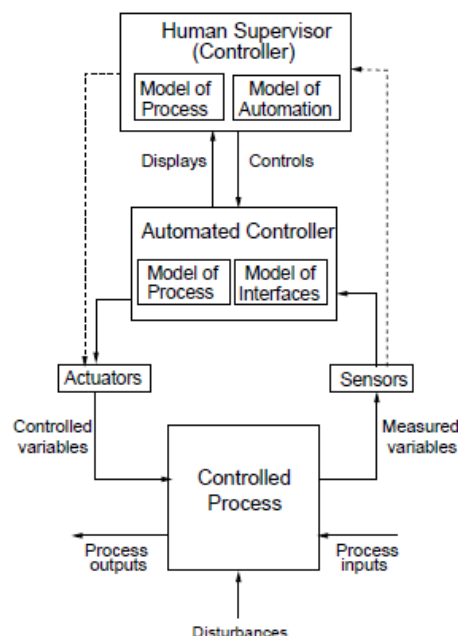 Human Supervisor
(Controller)
Model of
Process
Model of
Automation
Displays
Controls
Automated Controller
Model of
Process
Model of
Interfaces
Actuators
Sensors
Controlled
variables
Measured
variables
Controlled
Process
Process
outputs
Process
inputs
Disturbances